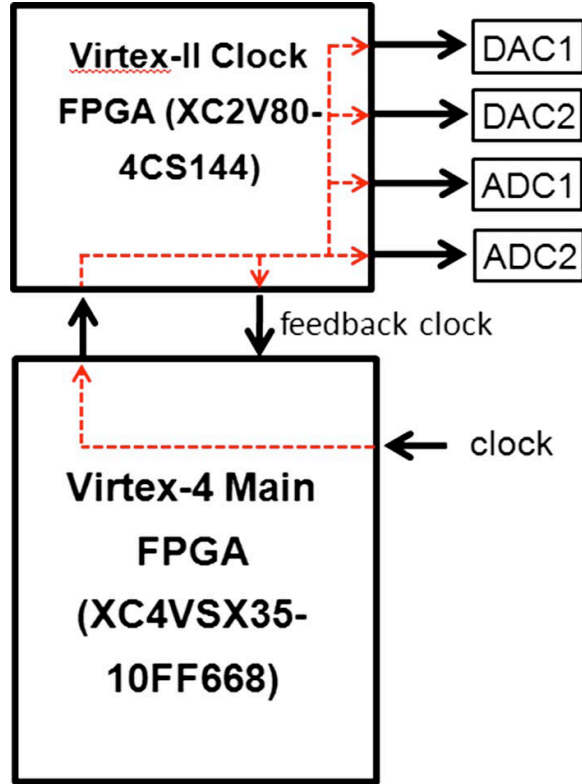 Virtex-II Clock
FPGA (XC2V80-
4CS144)
DAC1
DAC2
ADC1
ADC2
feedback clock
clock
Virtex-4 Main
FPGA
(XC4VSX35-
10FF668)